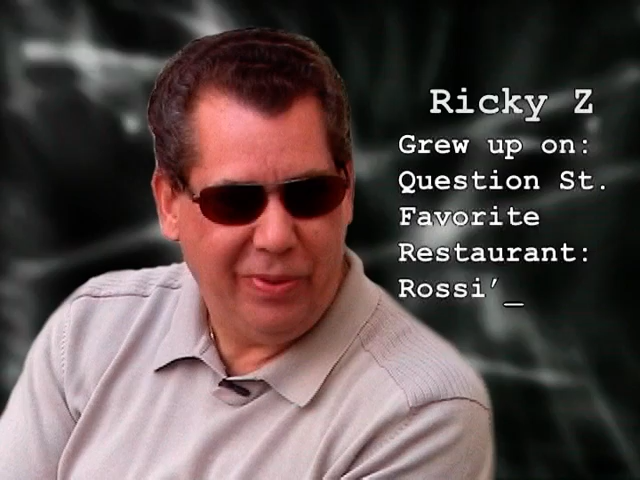 Ricky Z
Grew up on:
Question St.
Favorite
Restaurant:
Rossi’_